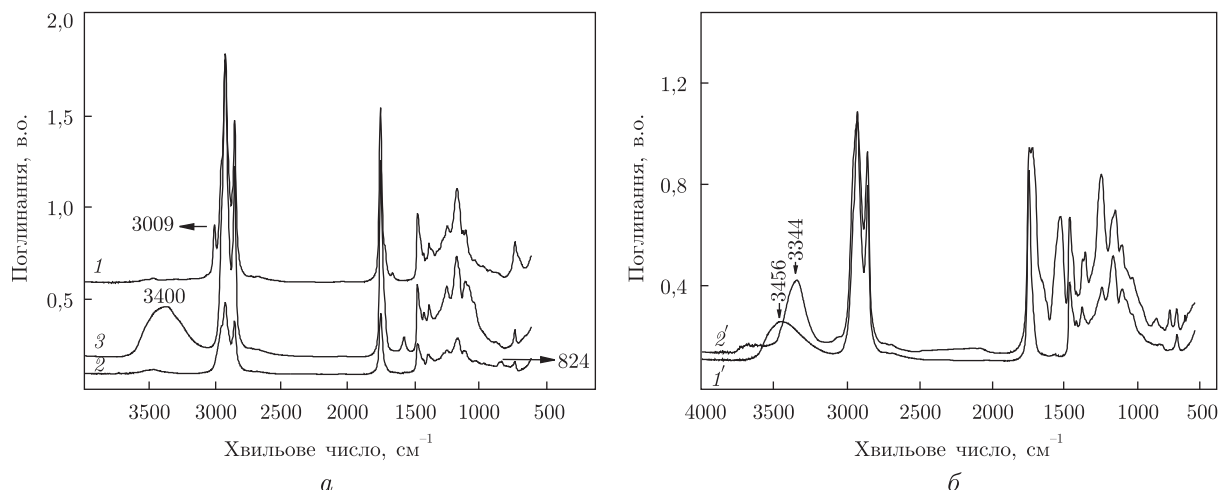 2,0
1,5
1,0
0,5
Поглинання, в.о.
3009
1
3400
3
2
824
3500 3000 2500 2000 1500 1000 500
Хвильове число, см⁻¹
а
1,2
0,8
0,4
Поглинання, в.о.
3456
3344
2′
1′
4000 3500 3000 2500 2000 1500 1000 500
Хвильове число, см⁻¹
б